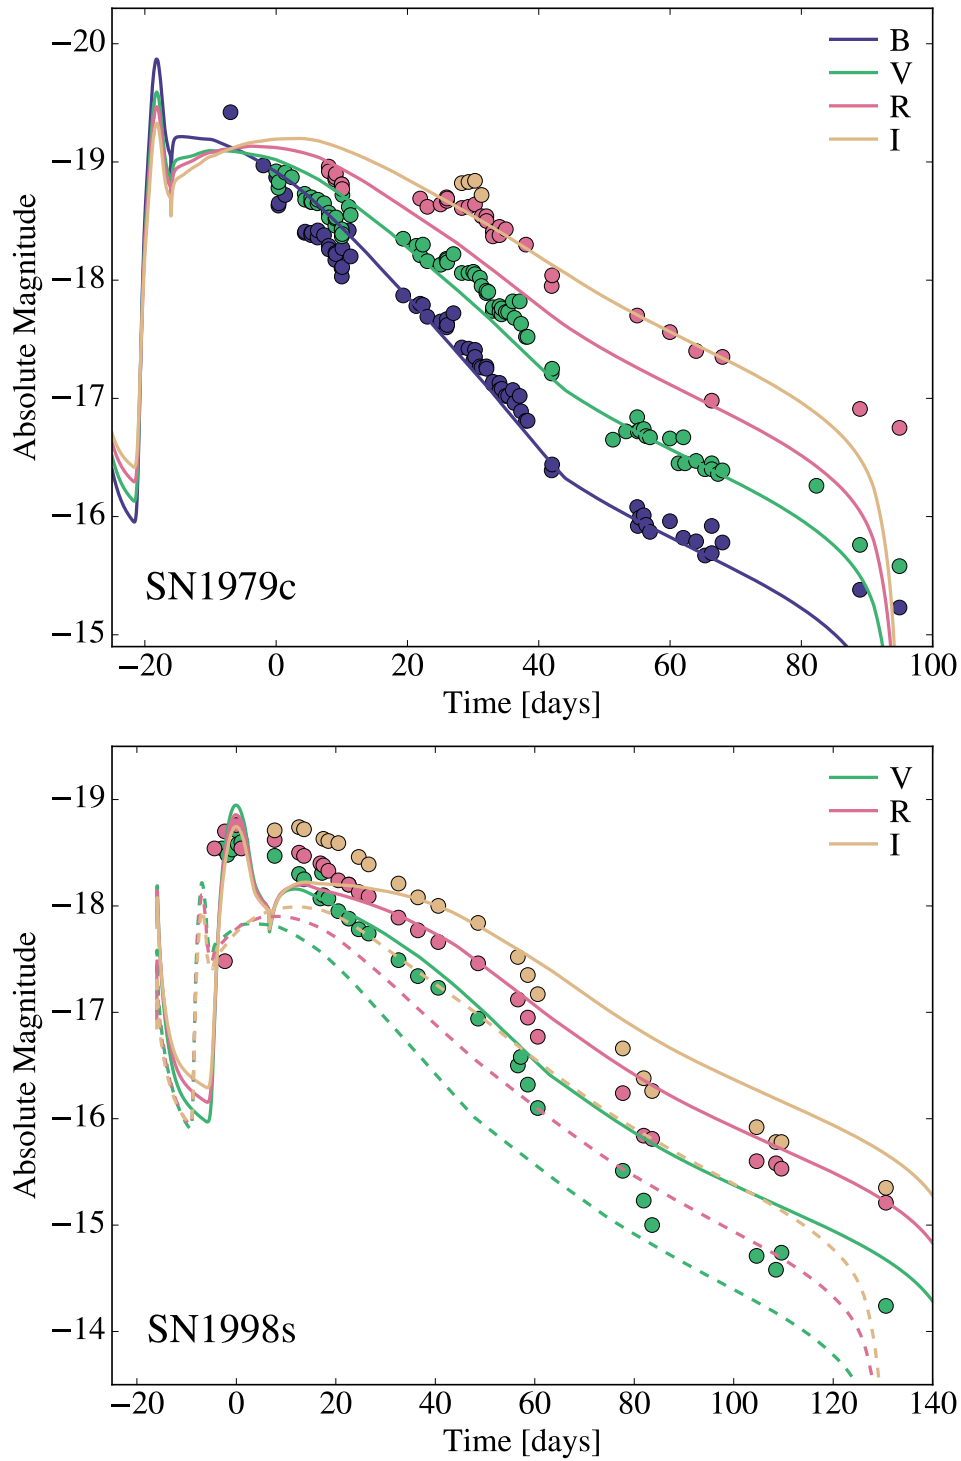 −20
−19
−18
−17
−16
−15
Absolute Magnitude
B
V
R
I
SN1979c
−20 0 20 40 60 80 100
Time [days]
−19
−18
−17
−16
−15
−14
Absolute Magnitude
V
R
I
SN1998s
−20 0 20 40 60 80 100 120 140
Time [days]